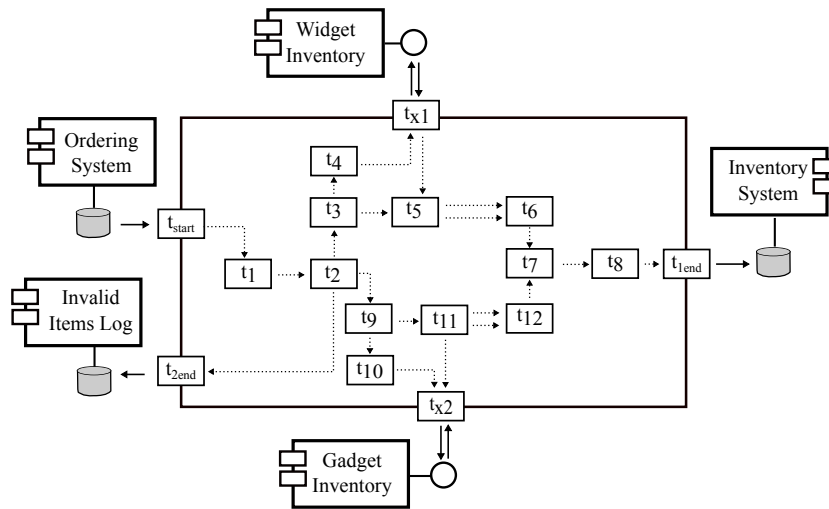 Widget
Inventory
tx1
Ordering
System
t4
Inventory
System
t3
t5
t6
tstart
t1
t2
t7
t8
t1end
Invalid
Items Log
t9
t11
t12
t2end
t10
tx2
Gadget
Inventory